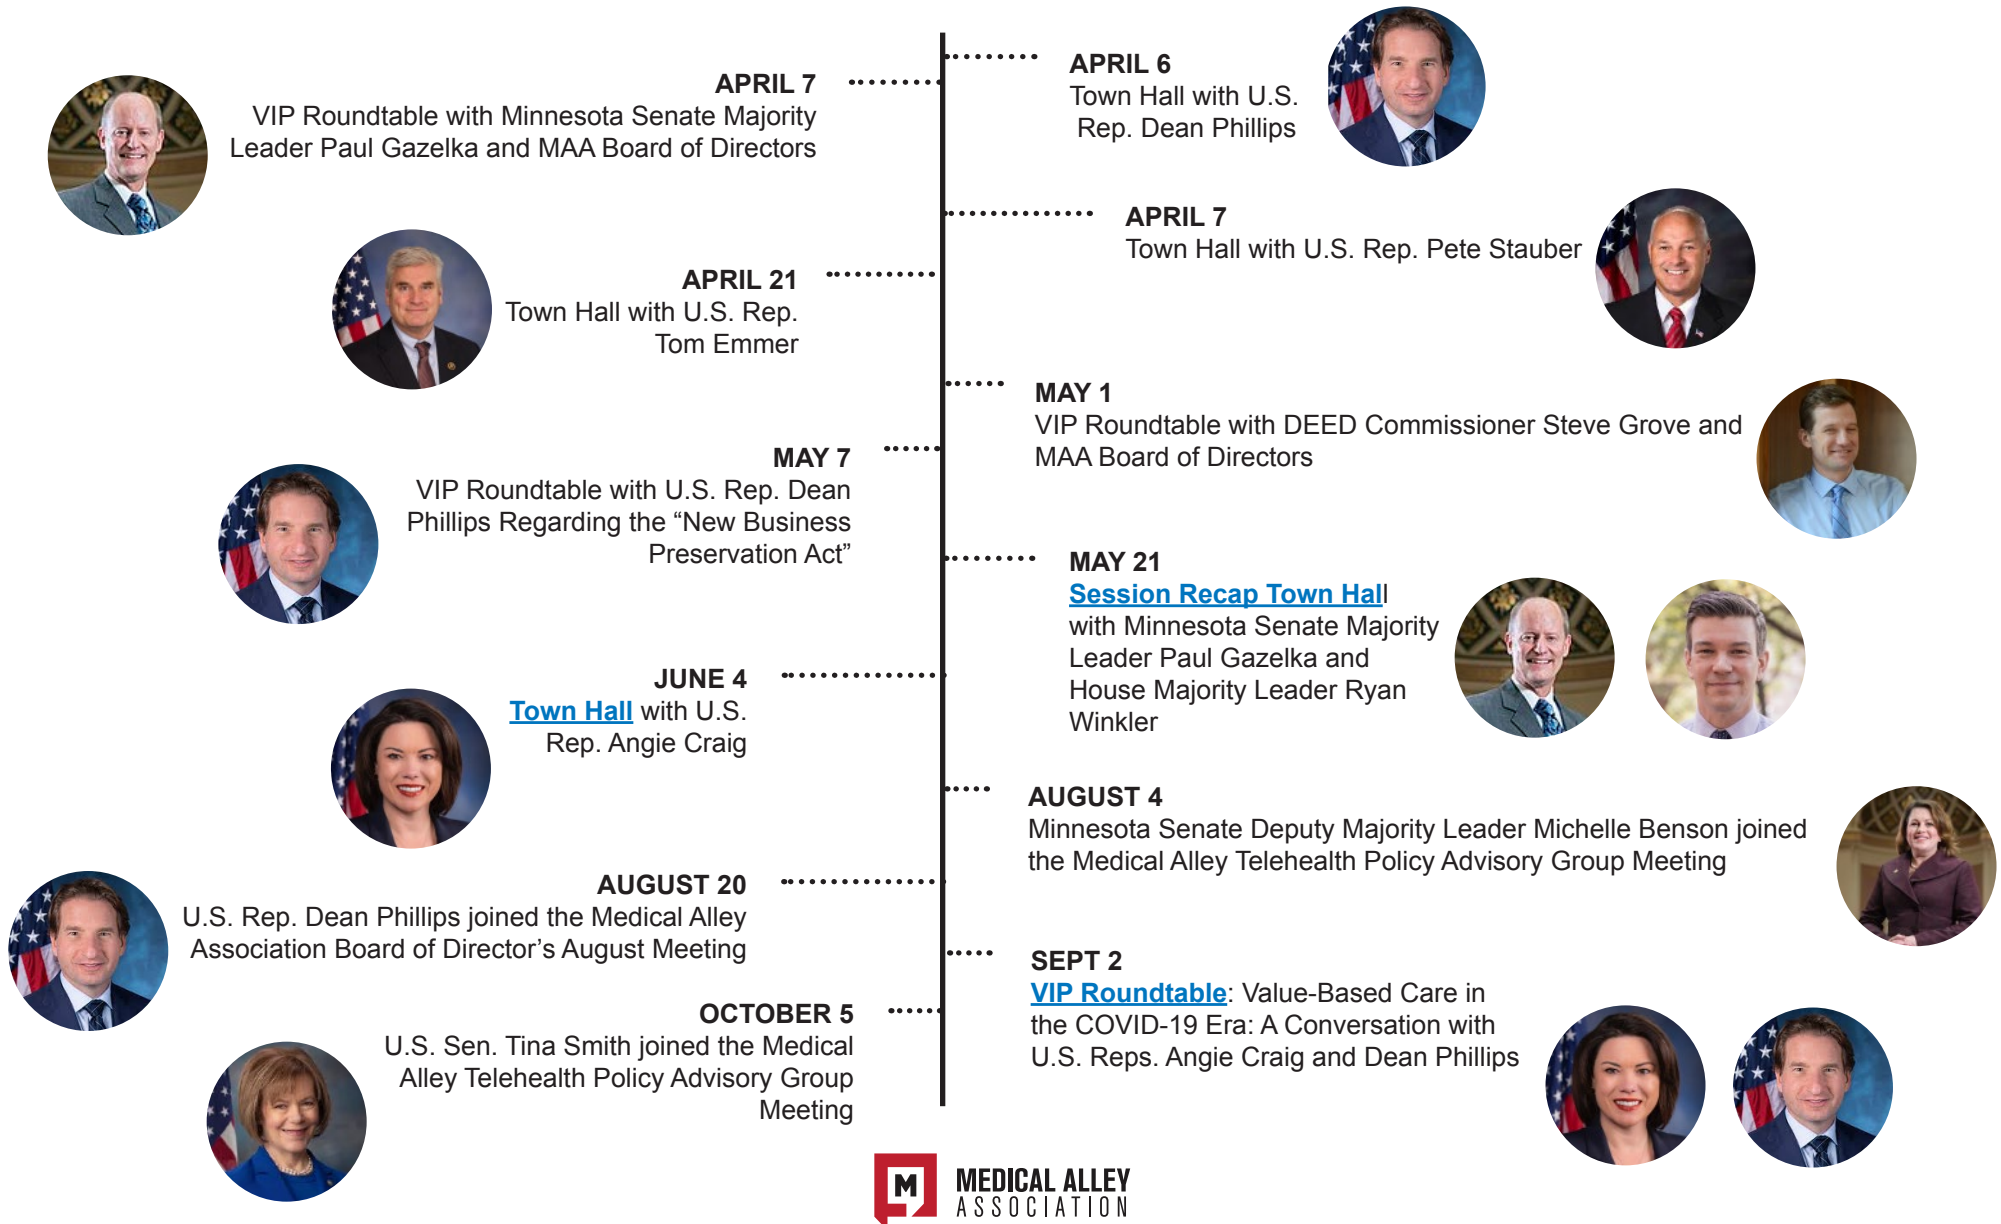 APRIL 6
Town Hall with U.S.
Rep. Dean Phillips
APRIL 7
VIP Roundtable with Minnesota Senate Majority
Leader Paul Gazelka and MAA Board of Directors
APRIL 7
Town Hall with U.S. Rep. Pete Stauber
APRIL 21
Town Hall with U.S. Rep.
Tom Emmer
MAY 1
VIP Roundtable with DEED Commissioner Steve Grove and
MAA Board of Directors
MAY 7
VIP Roundtable with U.S. Rep. Dean
Phillips Regarding the “New Business
Preservation Act”
MAY 21
Session Recap Town Hall
with Minnesota Senate Majority
Leader Paul Gazelka and
House Majority Leader Ryan
Winkler
JUNE 4
Town Hall with U.S.
Rep. Angie Craig
AUGUST 4
Minnesota Senate Deputy Majority Leader Michelle Benson joined
the Medical Alley Telehealth Policy Advisory Group Meeting
AUGUST 20
U.S. Rep. Dean Phillips joined the Medical Alley
Association Board of Director’s August Meeting
SEPT 2
VIP Roundtable: Value-Based Care in
the COVID-19 Era: A Conversation with
U.S. Reps. Angie Craig and Dean Phillips
OCTOBER 5
U.S. Sen. Tina Smith joined the Medical
Alley Telehealth Policy Advisory Group
Meeting
M
MEDICAL ALLEY
ASSOCIATION